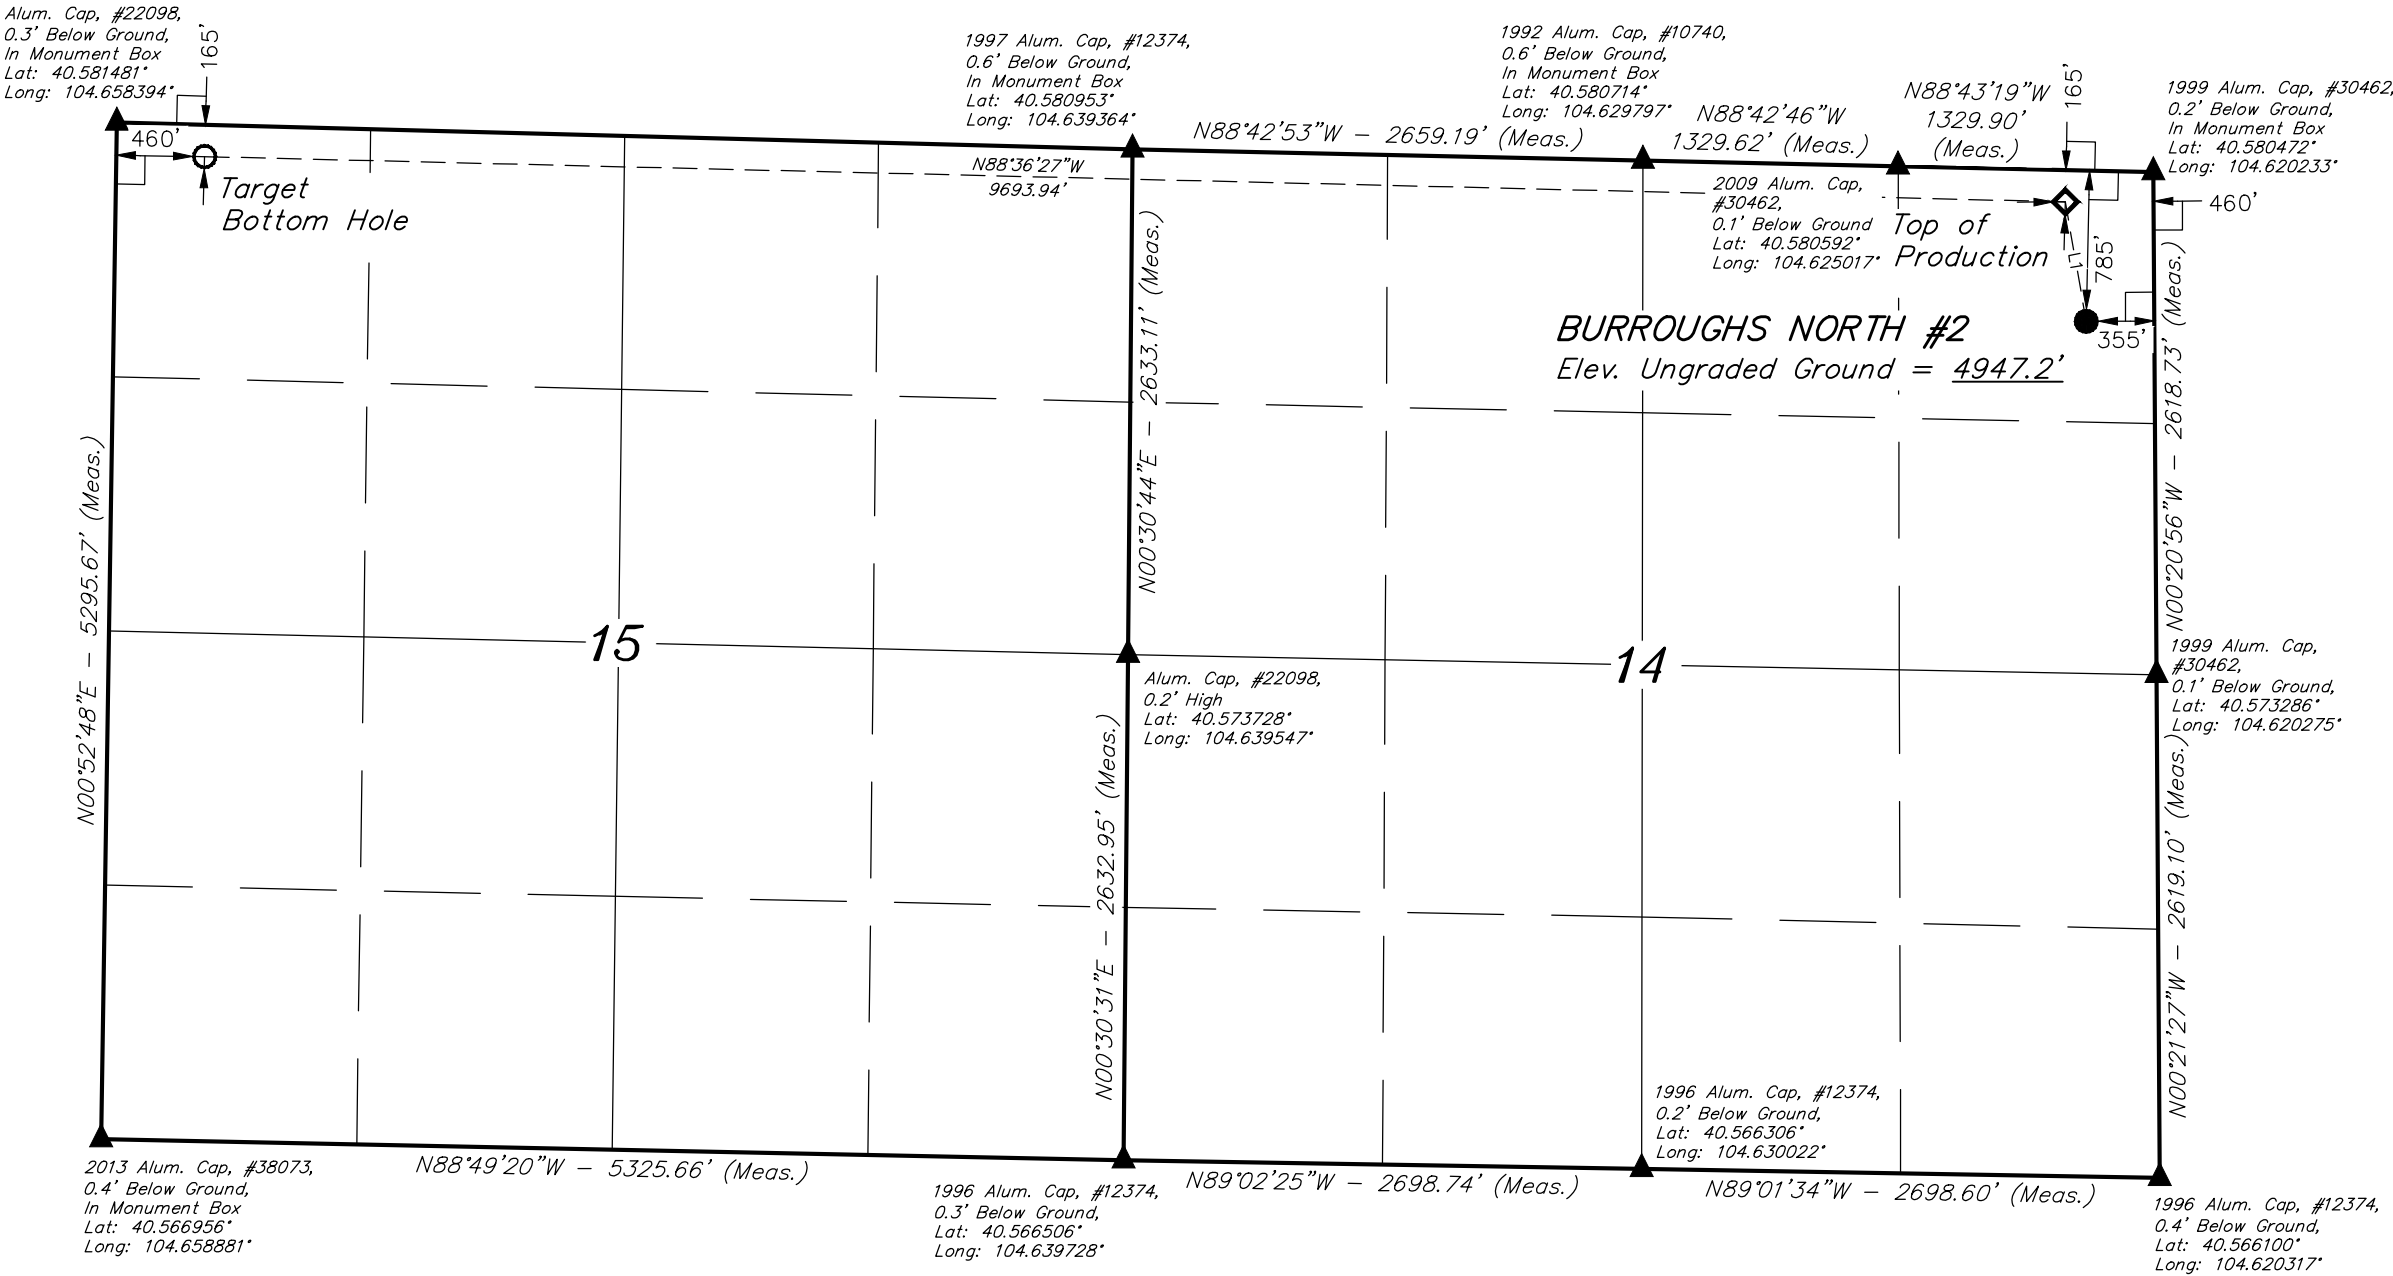 Alum. Cap, #22098,
0.3' Below Ground,
In Monument Box
Lat: 40.581481°
Long: 104.658394°
165'
460'
Target
Bottom Hole
1997 Alum. Cap, #12374,
0.6' Below Ground,
In Monument Box
Lat: 40.580953°
Long: 104.639364°
N88°36'27"W
9693.94'
N88°42'53"W - 2659.19' (Meas.)
1992 Alum. Cap, #10740,
0.6' Below Ground,
In Monument Box
Lat: 40.580714°
Long: 104.629797°
N88°42'46"W
1329.62' (Meas.)
N88°43'19"W
1329.90'
(Meas.)
165'
1999 Alum. Cap, #30462,
0.2' Below Ground,
In Monument Box
Lat: 40.580472°
Long: 104.620233°
460'
2009 Alum. Cap,
#30462,
0.1' Below Ground
Lat: 40.580592°
Long: 104.625017°
Top of
Production
L1
785'
355'
BURROUGHS NORTH #2
Elev. Ungraded Ground = 4947.2'
N00°52'48"E - 5295.67' (Meas.)
N00°30'44"E - 2633.11' (Meas.)
N00°20'56"W - 2618.73' (Meas.)
15
14
Alum. Cap, #22098,
0.2' High
Lat: 40.573728°
Long: 104.639547°
1999 Alum. Cap,
#30462,
0.1' Below Ground,
Lat: 40.573286°
Long: 104.620275°
N00°30'31"E - 2632.95' (Meas.)
N00°21'27"W - 2619.10' (Meas.)
1996 Alum. Cap, #12374,
0.2' Below Ground,
Lat: 40.566306°
Long: 104.630022°
2013 Alum. Cap, #38073,
0.4' Below Ground,
In Monument Box
Lat: 40.566956°
Long: 104.658881°
N88°49'20"W - 5325.66' (Meas.)
1996 Alum. Cap, #12374,
0.3' Below Ground,
Lat: 40.566506°
Long: 104.639728°
N89°02'25"W - 2698.74' (Meas.)
N89°01'34"W - 2698.60' (Meas.)
1996 Alum. Cap, #12374,
0.4' Below Ground,
Lat: 40.566100°
Long: 104.620317°